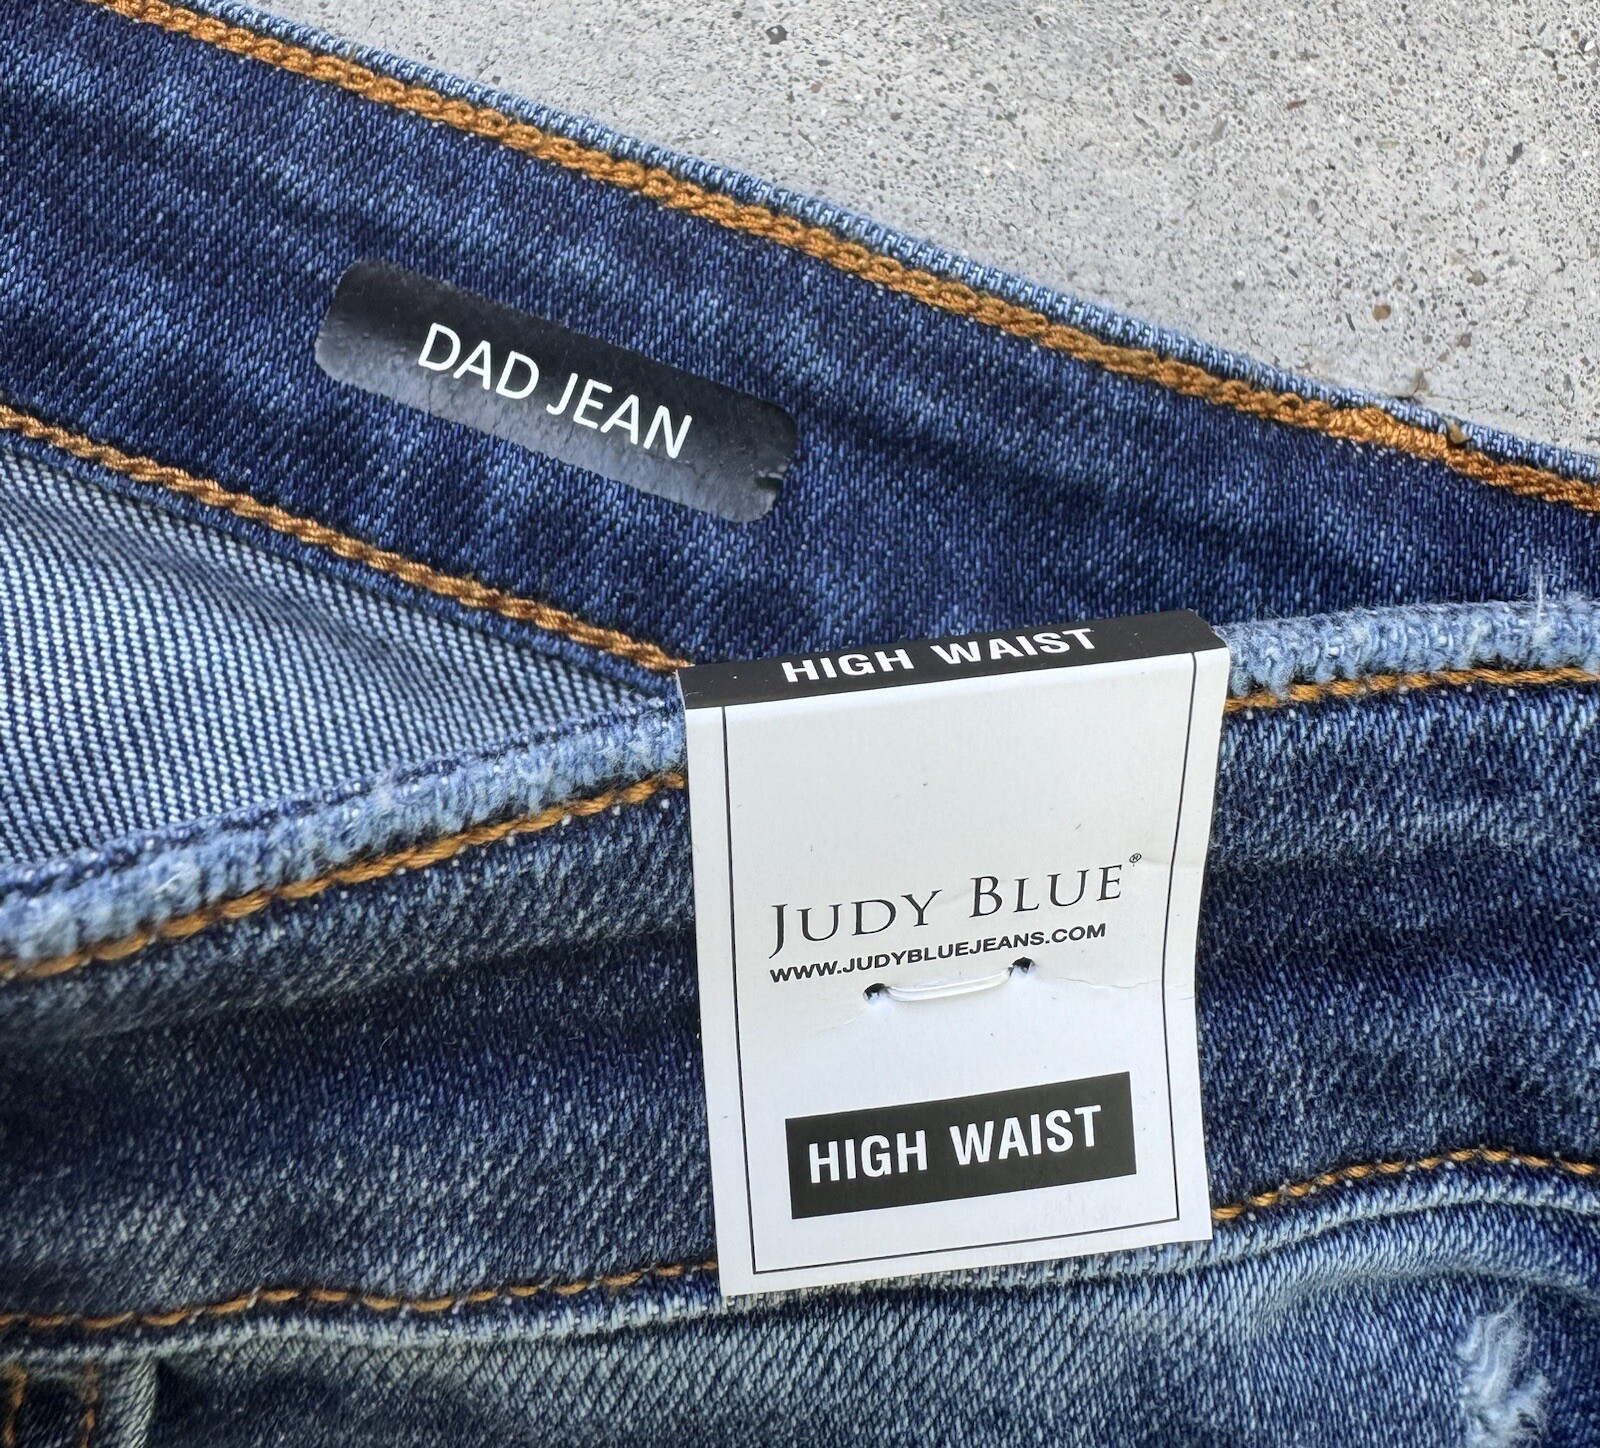 DAD JEAN
HIGH WAIST
JUDY BLUE®
WWW.JUDYBLUEJEANS.COM
HIGH WAIST